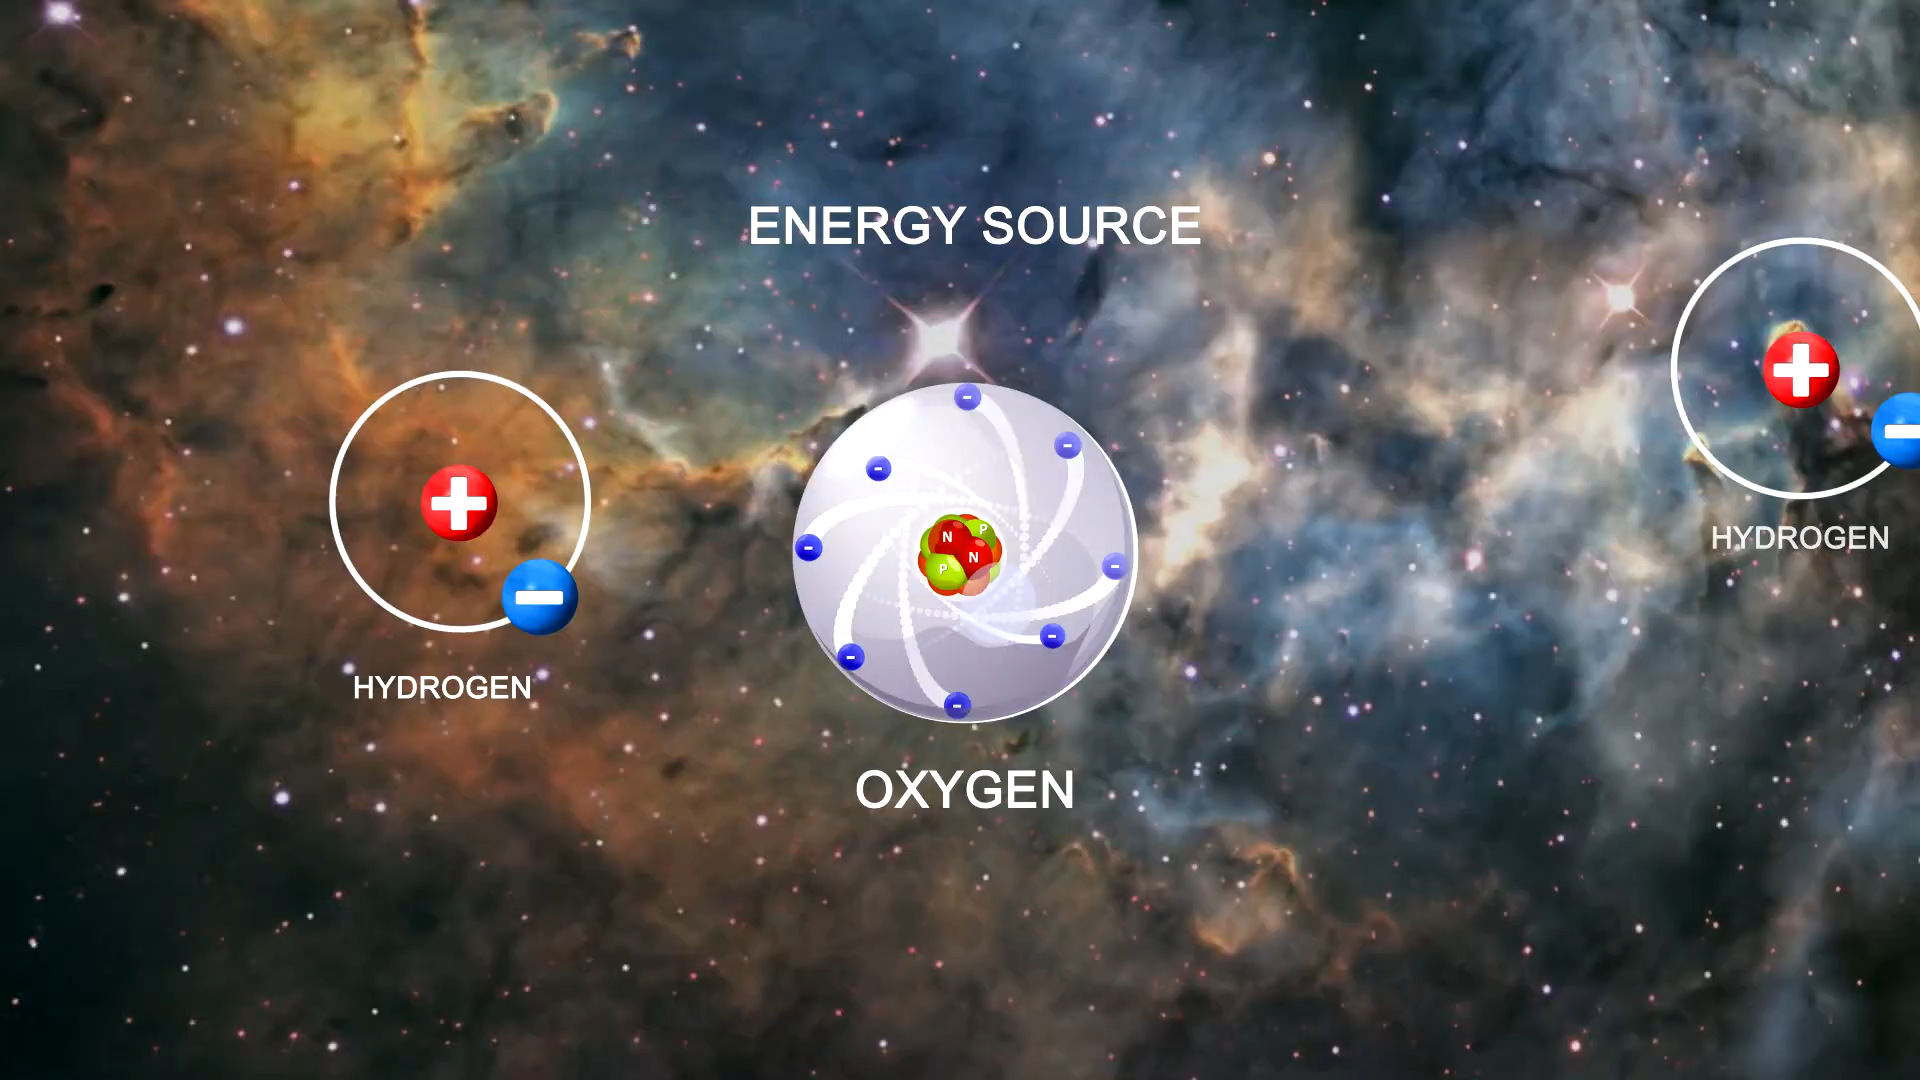 ENERGY SOURCE
HYDROGEN
- - - - - - - - 
N P
N
P
HYDROGEN
OXYGEN